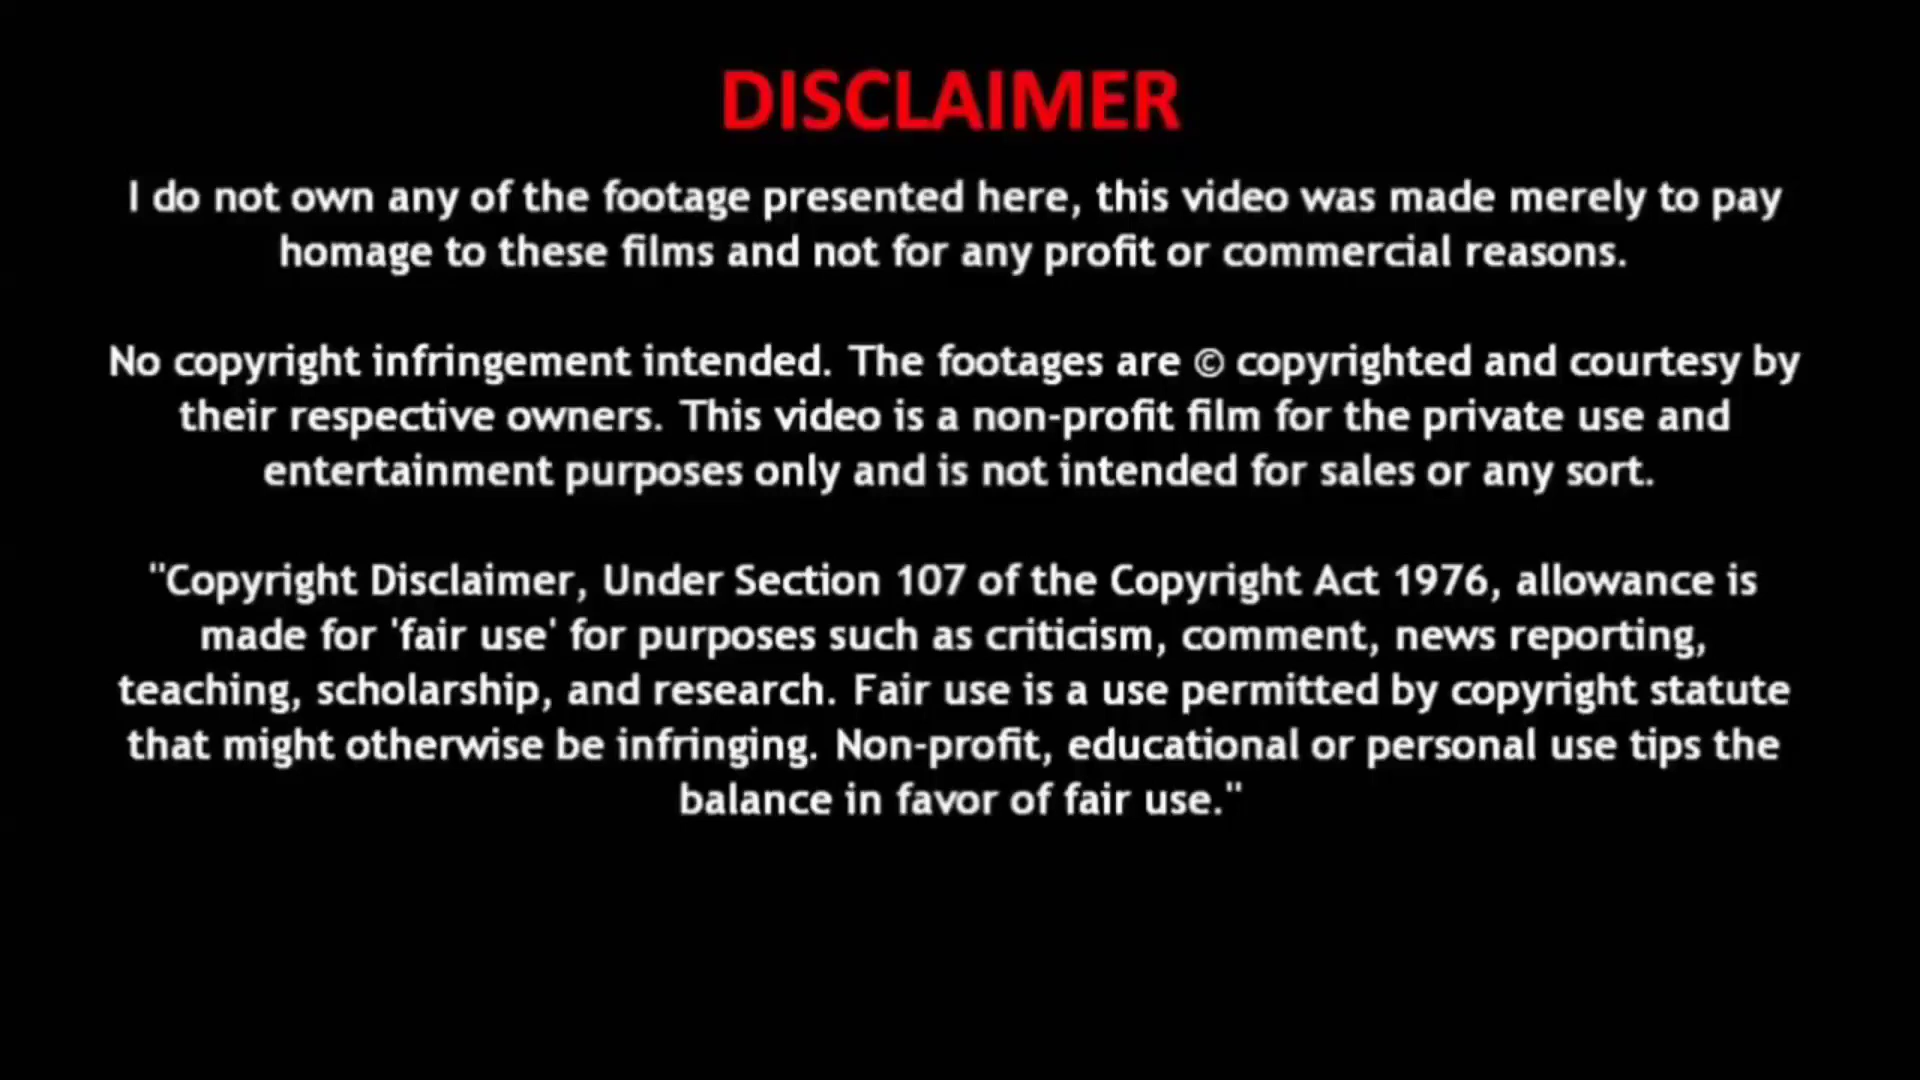 DISCLAIMER
I do not own any of the footage presented here, this video was made merely to pay
homage to these films and not for any profit or commercial reasons.
No copyright infringement intended. The footages are © copyrighted and courtesy by
their respective owners. This video is a non-profit film for the private use and
entertainment purposes only and is not intended for sales or any sort.
"Copyright Disclaimer, Under Section 107 of the Copyright Act 1976, allowance is
made for 'fair use' for purposes such as criticism, comment, news reporting,
teaching, scholarship, and research. Fair use is a use permitted by copyright statute
that might otherwise be infringing. Non-profit, educational or personal use tips the
balance in favor of fair use."